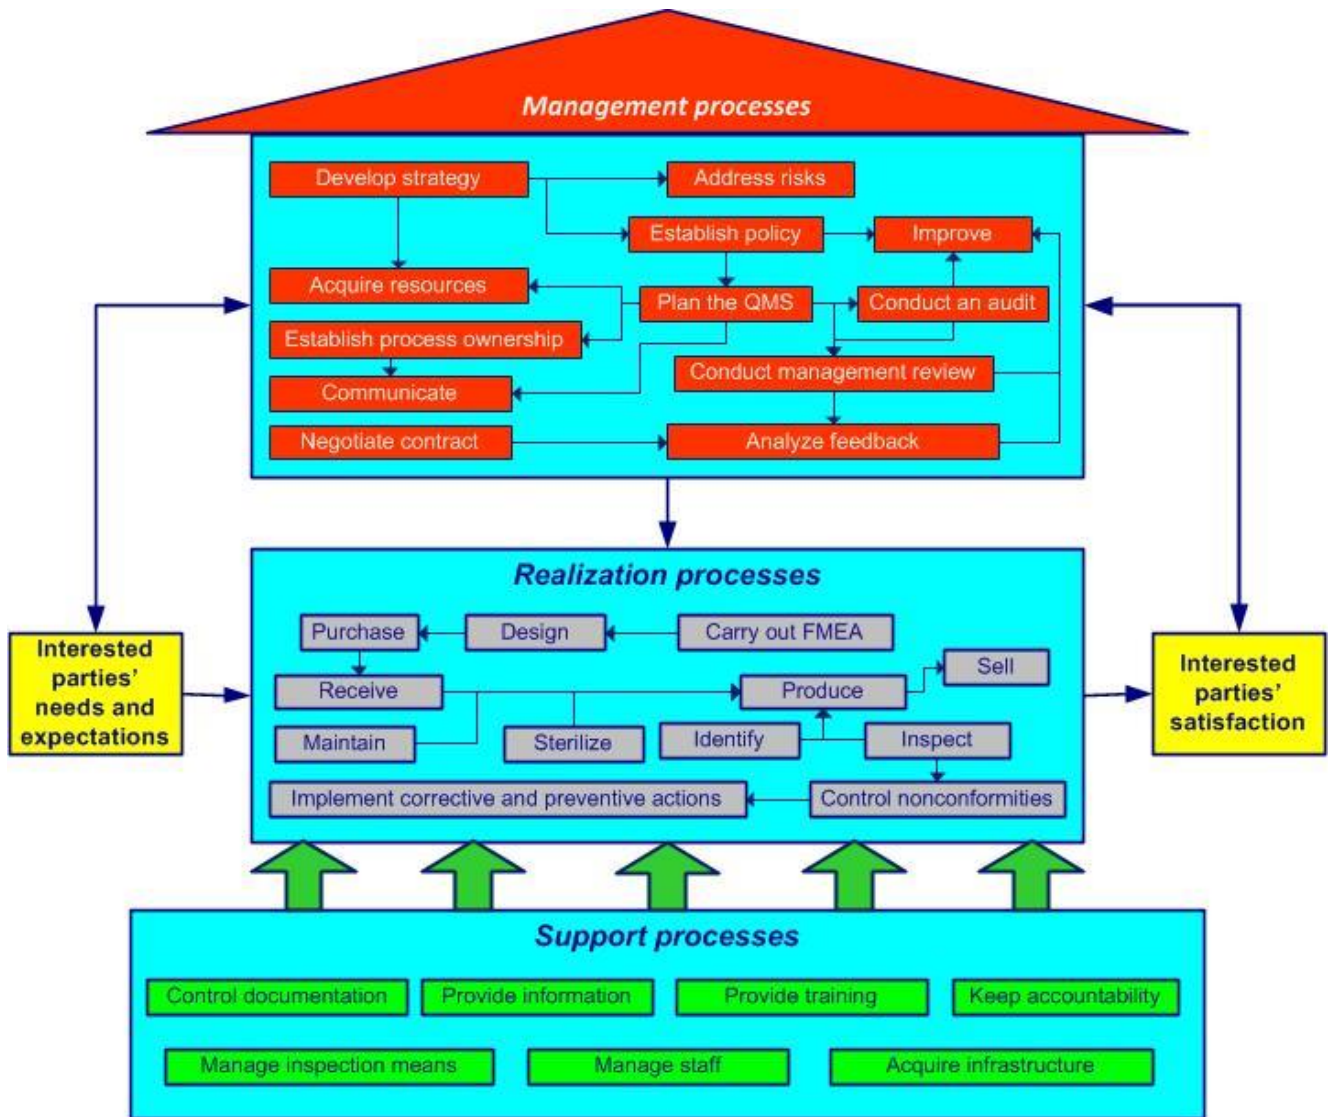 Management processes
Develop strategy
Address risks
Establish policy
Improve
Acquire resources
Plan the QMS
Conduct an audit
Establish process ownership
Conduct management review
Communicate
Negotiate contract
Analyze feedback
Realization processes
Purchase
Design
Carry out FMEA
Sell
Receive
Produce
Maintain
Sterilize
Identify
Inspect
Implement corrective and preventive actions
Control nonconformities
Interested
parties’
needs and
expectations
Interested
parties’
satisfaction
Support processes
Control documentation
Provide information
Provide training
Keep accountability
Manage inspection means
Manage staff
Acquire infrastructure